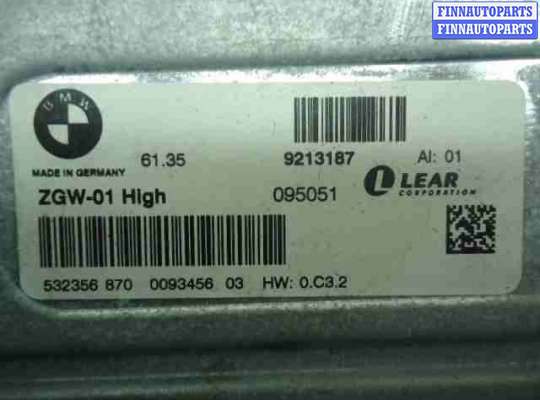 FINNAUTOPARTS
FINNAUTOPARTS
BMW
MADE IN GERMANY
61.35 9213187 AI: 01
ZGW-01 High 095051 LEAR
CORPORATION
532356 870 0093456 03 HW: 0.C3.2